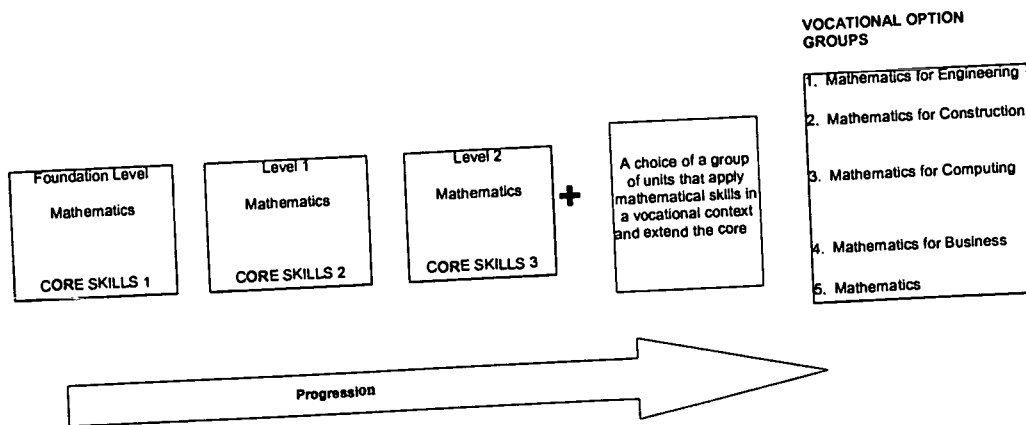 VOCATIONAL OPTION
GROUPS
Foundation Level
Mathematics
CORE SKILLS 1
Level 1
Mathematics
CORE SKILLS 2
Level 2
Mathematics
CORE SKILLS 3
+
A choice of a group
of units that apply
mathematical skills in
a vocational context
and extend the core
1. Mathematics for Engineering
2. Mathematics for Construction
3. Mathematics for Computing
4. Mathematics for Business
5. Mathematics
Progression